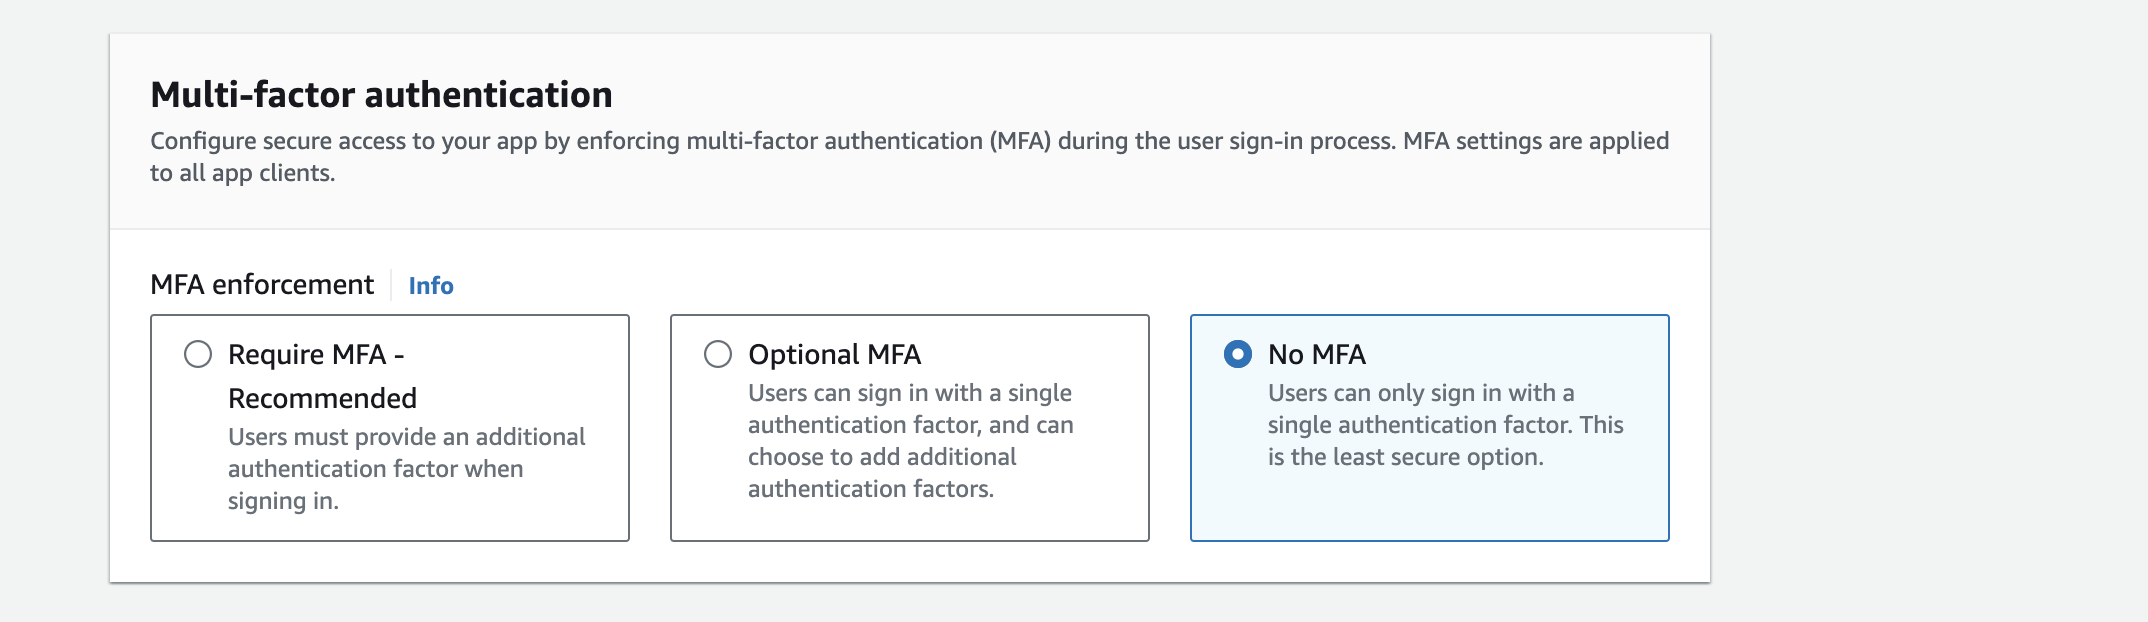 Multi-factor authentication
Configure secure access to your app by enforcing multi-factor authentication (MFA) during the user sign-in process. MFA settings are applied
to all app clients.
MFA enforcement Info
Require MFA -
Recommended
Users must provide an additional
authentication factor when
signing in.
Optional MFA
Users can sign in with a single
authentication factor, and can
choose to add additional
authentication factors.
No MFA
Users can only sign in with a
single authentication factor. This
is the least secure option.